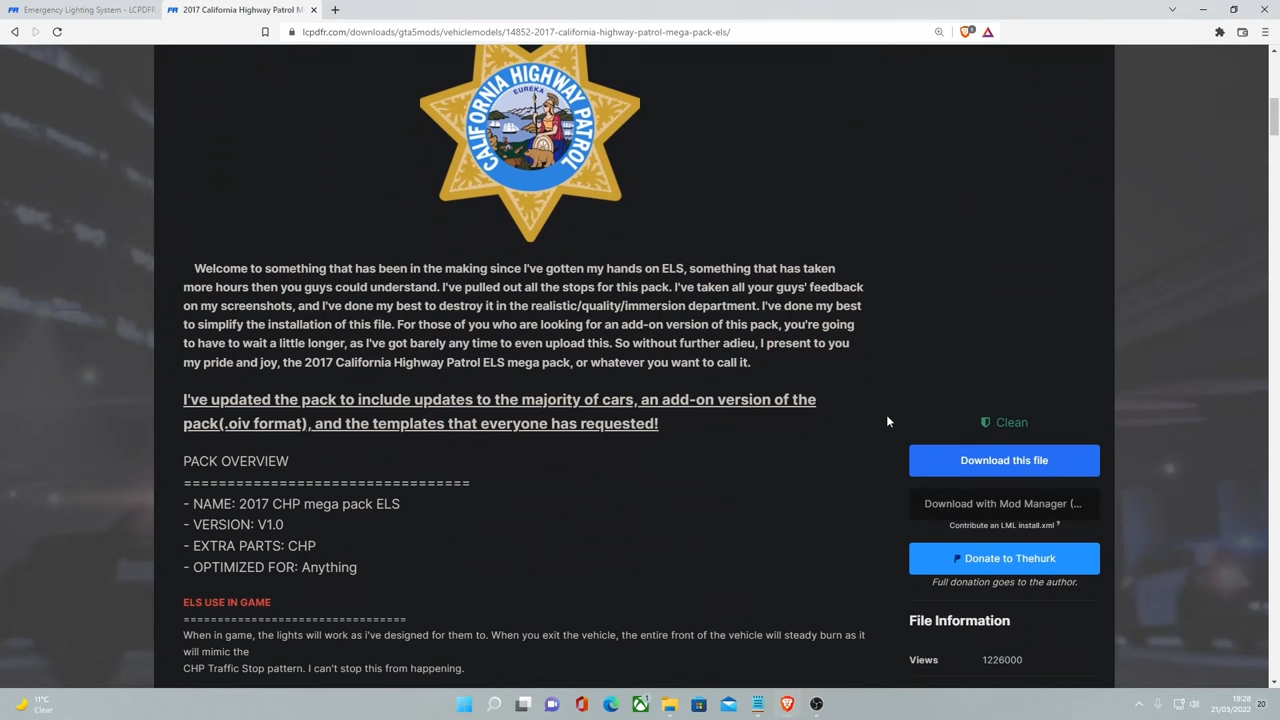 Emergency Lighting System - LCPDFR.
2017 California Highway Patrol M
lcpdfr.com/downloads/gta5mods/vehiclemodels/14852-2017-california-highway-patrol-mega-pack-els/
CALIFORNIA HIGHWAY PATROL
EUREKA
Welcome to something that has been in the making since I've gotten my hands on ELS, something that has taken
more hours then you guys could understand. I've pulled out all the stops for this pack. I've taken all your guys' feedback
on my screenshots, and I've done my best to destroy it in the realistic/quality/immersion department. I've done my best
to simplify the installation of this file. For those of you who are looking for an add-on version of this pack, you're going
to have to wait a little longer, as I've got barely any time to even upload this. So without further adieu, I present to you
my pride and joy, the 2017 California Highway Patrol ELS mega pack, or whatever you want to call it.
I've updated the pack to include updates to the majority of cars, an add-on version of the
pack(.oiv format), and the templates that everyone has requested!
PACK OVERVIEW
===============================
- NAME: 2017 CHP mega pack ELS
- VERSION: V1.0
- EXTRA PARTS: CHP
- OPTIMIZED FOR: Anything
ELS USE IN GAME
===============================
When in game, the lights will work as i've designed for them to. When you exit the vehicle, the entire front of the vehicle will steady burn as it
will mimic the
CHP Traffic Stop pattern. I can't stop this from happening.
Clean
Download this file
Download with Mod Manager (...
Contribute an LML install.xml ?
Donate to Thehurk
Full donation goes to the author.
File Information
Views 1226000
11°C
Clear
19:28
21/03/2022
20